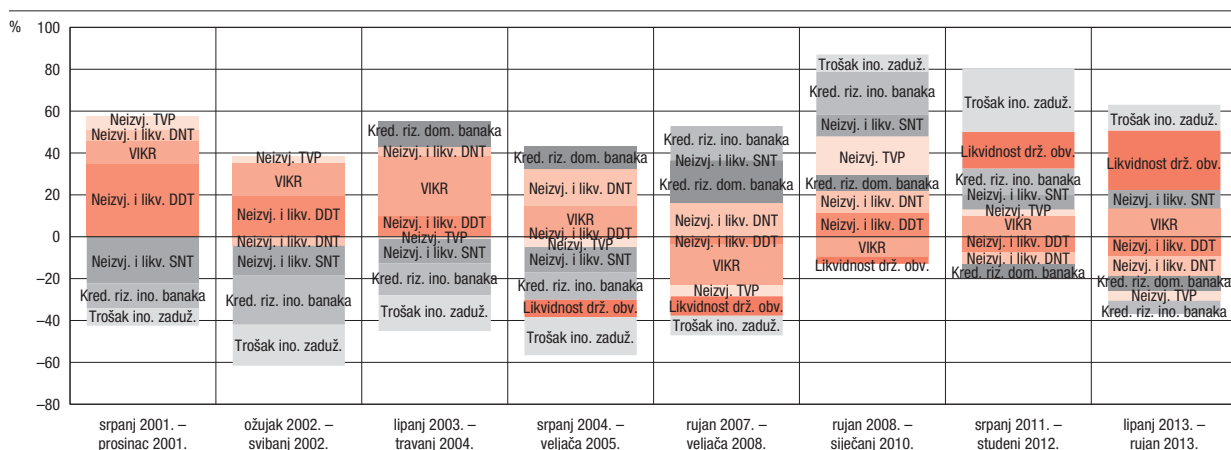 %
100
80
60
40
20
0
–20
–40
–60
–80
Neizvj. TVP
Neizvj. i likv. DNT
VIKR
Neizvj. i likv. DDT
Neizvj. i likv. SNT
Kred. riz. ino. banaka
Trošak ino. zaduž.
srpanj 2001. –
prosinac 2001.
Neizvj. TVP
VIKR
Neizvj. i likv. DDT
Neizvj. i likv. DNT
Neizvj. i likv. SNT
Kred. riz. ino. banaka
Trošak ino. zaduž.
ožujak 2002. –
svibanj 2002.
Kred. riz. dom. banaka
Neizvj. i likv. DNT
VIKR
Neizvj. i likv. DDT
Neizvj. TVP
Neizvj. i likv. SNT
Kred. riz. ino. banaka
Trošak ino. zaduž.
lipanj 2003. –
travanj 2004.
Kred. riz. dom. banaka
Neizvj. i likv. DNT
VIKR
Neizvj. i likv. DDT
Neizvj. TVP
Neizvj. i likv. SNT
Kred. riz. ino. banaka
Likvidnost drž. obv.
Trošak ino. zaduž.
srpanj 2004. –
veljača 2005.
Kred. riz. ino. banaka
Neizvj. i likv. SNT
Kred. riz. dom. banaka
Neizvj. i likv. DNT
Neizvj. i likv. DDT
VIKR
Neizvj. TVP
Likvidnost drž. obv.
Trošak ino. zaduž.
rujan 2007. –
veljača 2008.
Trošak ino. zaduž.
Kred. riz. ino. banaka
Neizvj. i likv. SNT
Neizvj. TVP
Kred. riz. dom. banaka
Neizvj. i likv. DNT
Neizvj. i likv. DDT
VIKR
Likvidnost drž. obv.
rujan 2008. –
siječanj 2010.
Trošak ino. zaduž.
Likvidnost drž. obv.
Kred. riz. ino. banaka
Neizvj. i likv. SNT
Neizvj. TVP
VIKR
Neizvj. i likv. DDT
Neizvj. i likv. DNT
Kred. riz. dom. banaka
srpanj 2011. –
studeni 2012.
Trošak ino. zaduž.
Likvidnost drž. obv.
Neizvj. i likv. SNT
VIKR
Neizvj. i likv. DDT
Neizvj. i likv. DNT
Kred. riz. dom. banaka
Neizvj. TVP
Kred. riz. ino. banaka
lipanj 2013. –
rujan 2013.